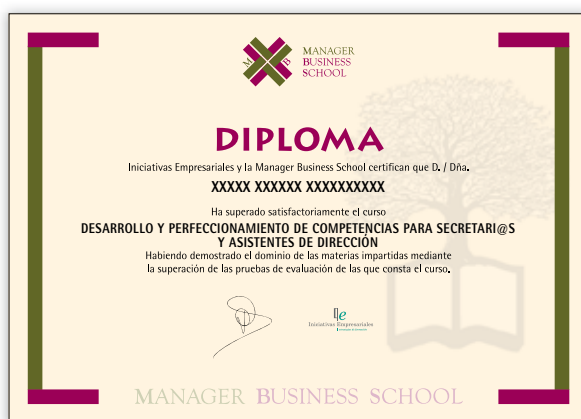 M B
MANAGER
BUSINESS
SCHOOL
DIPLOMA
Iniciativas Empresariales y la Manager Business School certifican que D. / Dña.
XXXXX XXXXXX XXXXXXXXXX
Ha superado satisfactoriamente el curso
DESARROLLO Y PERFECCIONAMIENTO DE COMPETENCIAS PARA SECRETARI@S
Y ASISTENTES DE DIRECCIÓN
Habiendo demostrado el dominio de las materias impartidas mediante
la superación de las pruebas de evaluación de las que consta el curso.
Ie
Iniciativas Empresariales
MANAGER BUSINESS SCHOOL